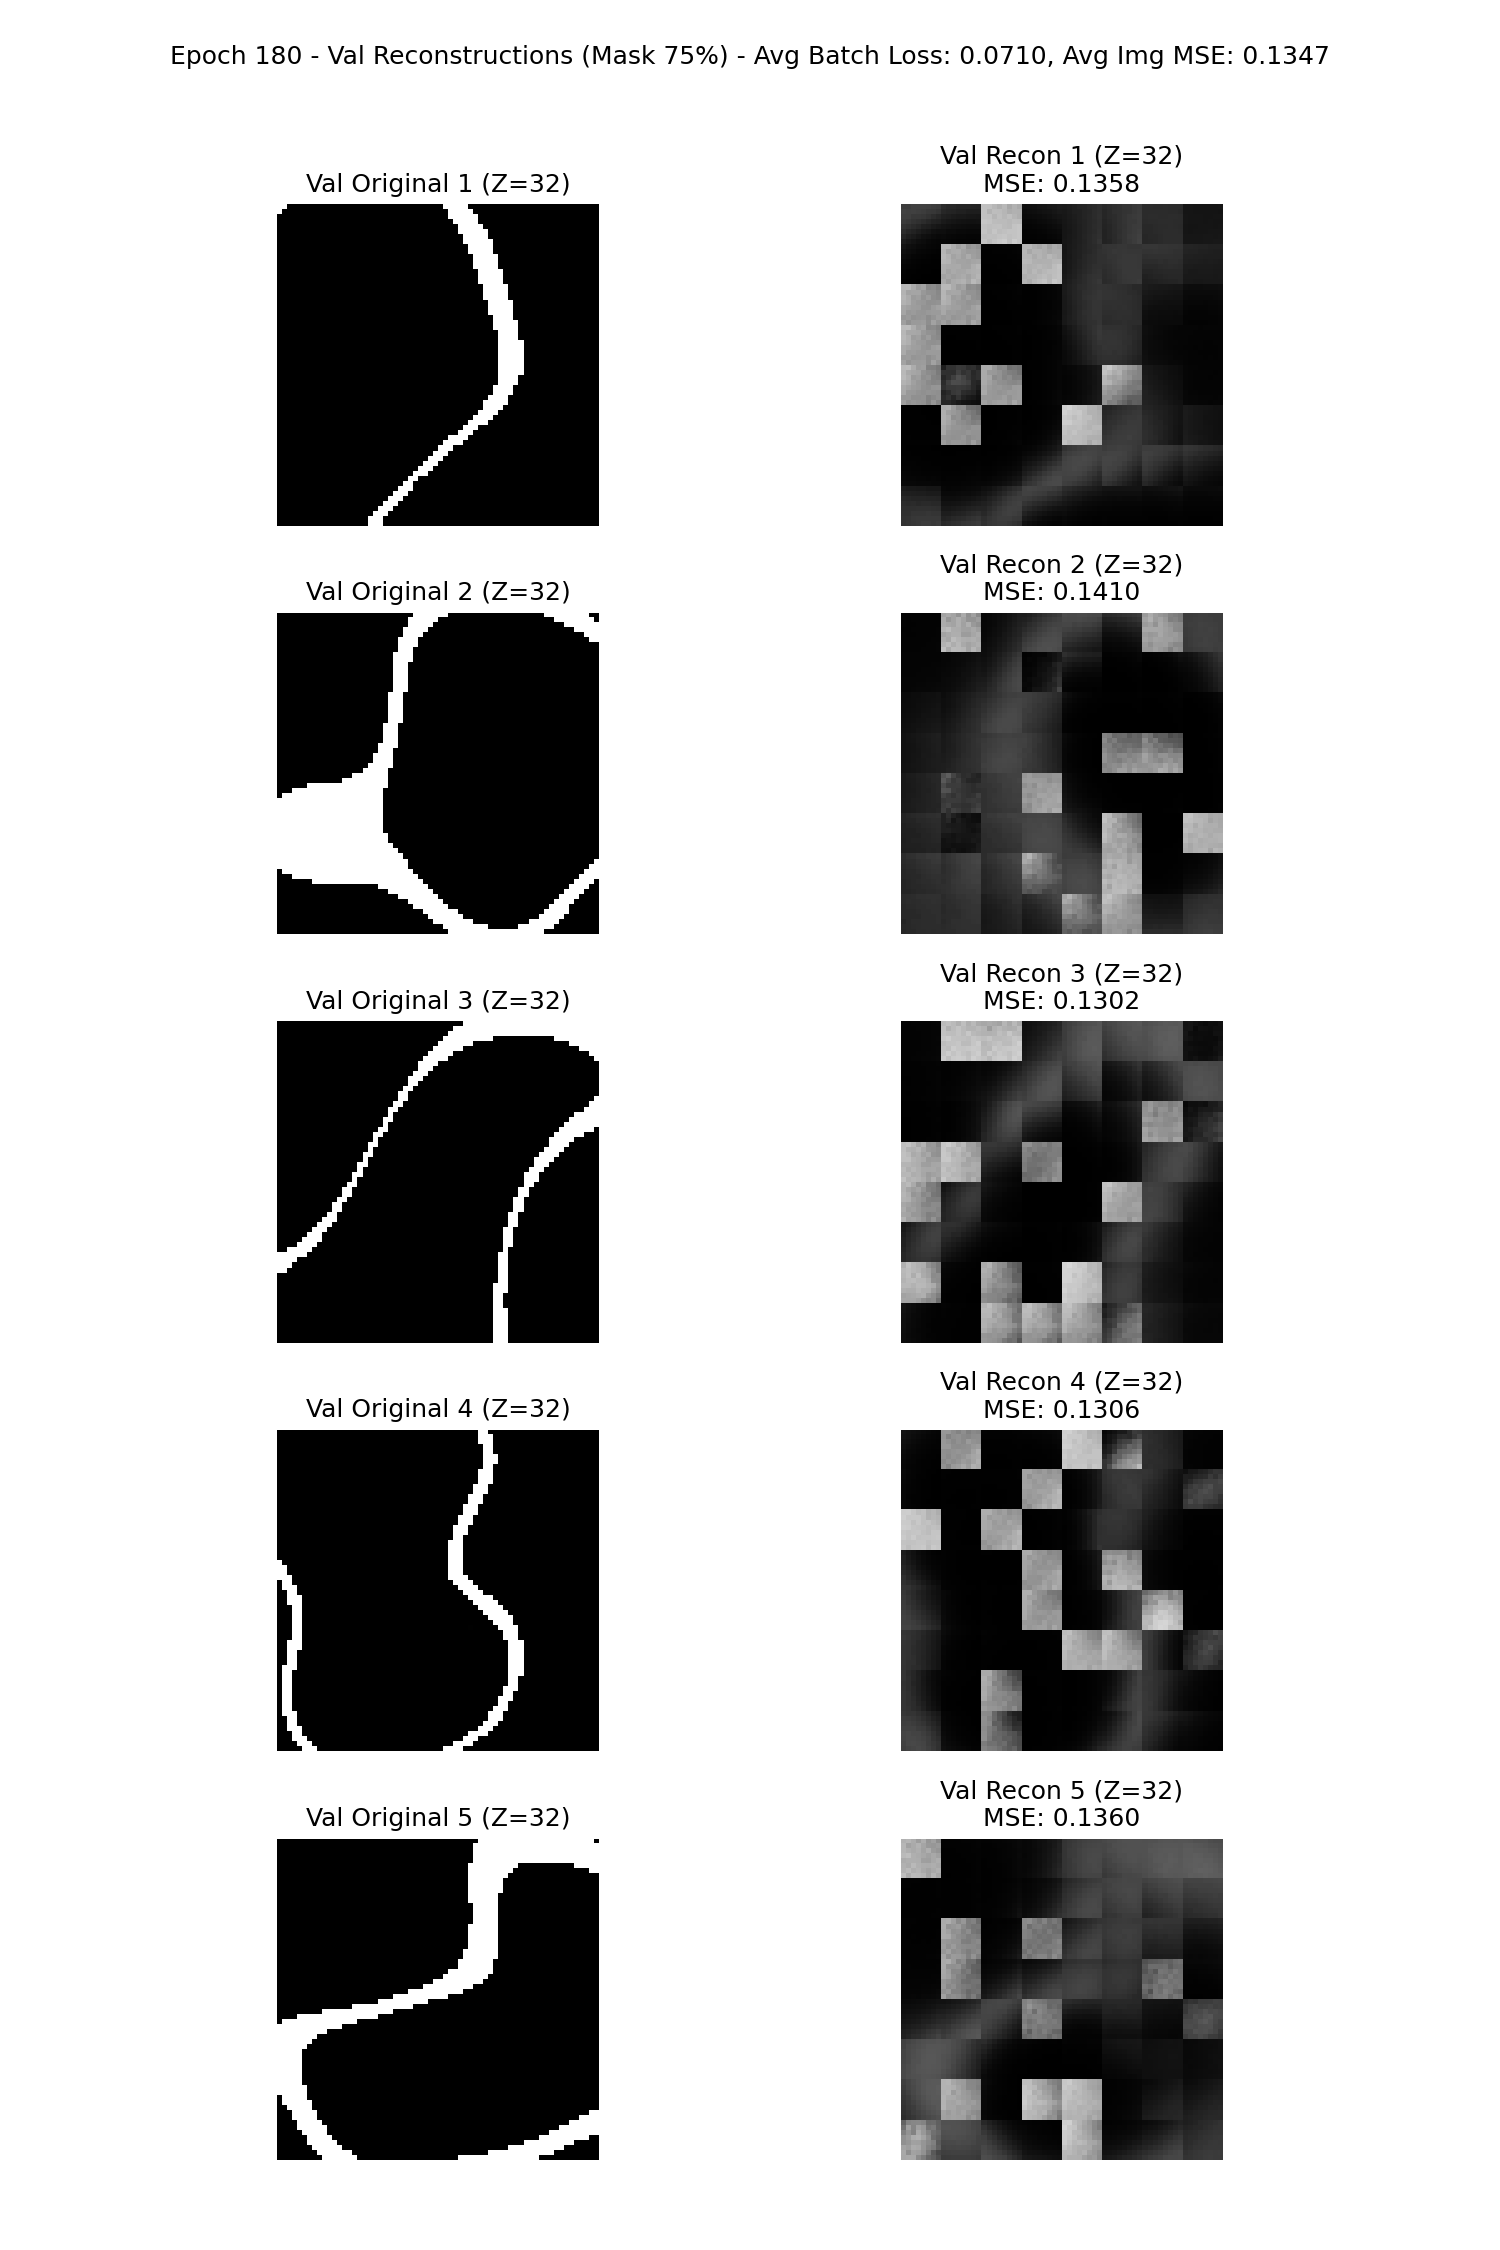 Epoch 180 - Val Reconstructions (Mask 75%) - Avg Batch Loss: 0.0710, Avg Img MSE: 0.1347
Val Original 1 (Z=32)
Val Recon 1 (Z=32)
MSE: 0.1358
Val Original 2 (Z=32)
Val Recon 2 (Z=32)
MSE: 0.1410
Val Original 3 (Z=32)
Val Recon 3 (Z=32)
MSE: 0.1302
Val Original 4 (Z=32)
Val Recon 4 (Z=32)
MSE: 0.1306
Val Original 5 (Z=32)
Val Recon 5 (Z=32)
MSE: 0.1360